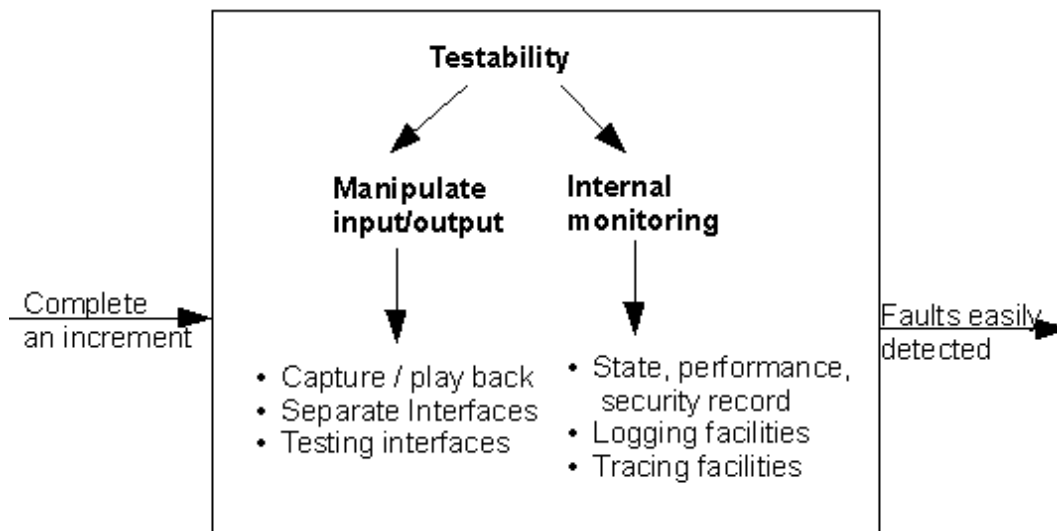 Testability
Manipulate
input/output
Internal
monitoring
Complete
an increment
Faults easily
detected
• Capture / play back
• Separate Interfaces
• Testing interfaces
• State, performance,
security record
• Logging facilities
• Tracing facilities